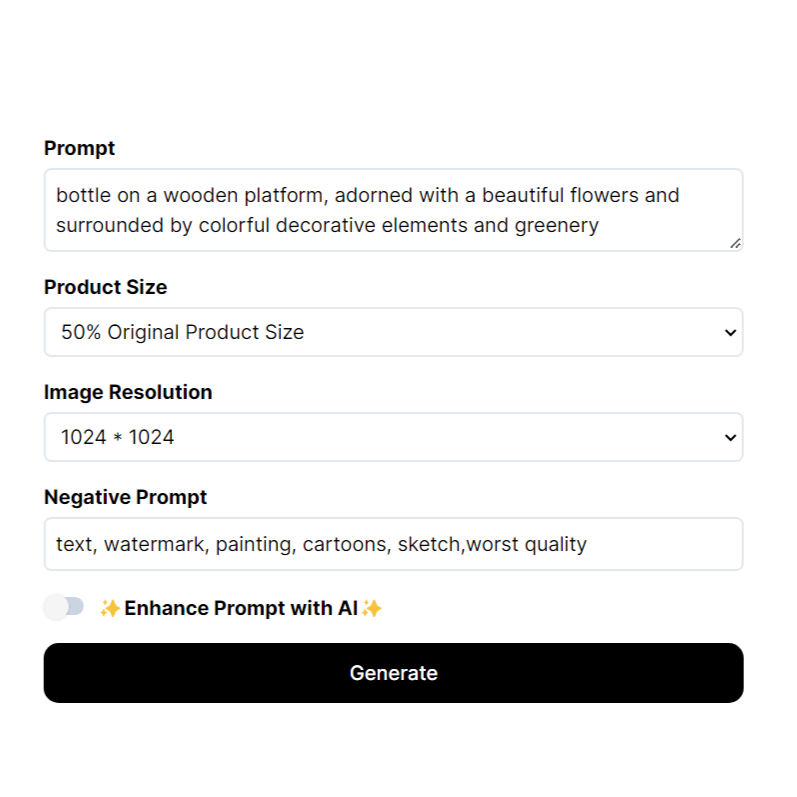 Prompt
bottle on a wooden platform, adorned with a beautiful flowers and
surrounded by colorful decorative elements and greenery
Product Size
50% Original Product Size
Image Resolution
1024 * 1024
Negative Prompt
text, watermark, painting, cartoons, sketch,worst quality
✨Enhance Prompt with AI✨
Generate